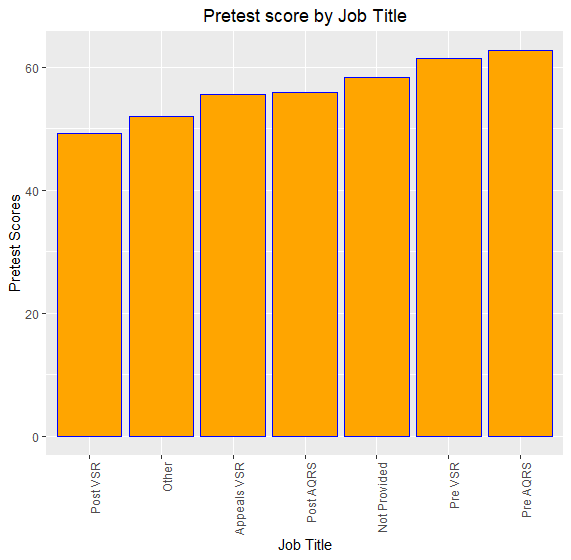 Pretest score by Job Title
Pretest Scores
60
40
20
0
Post VSR
Other
Appeals VSR
Post AQRS
Not Provided
Pre VSR
Pre AQRS
Job Title